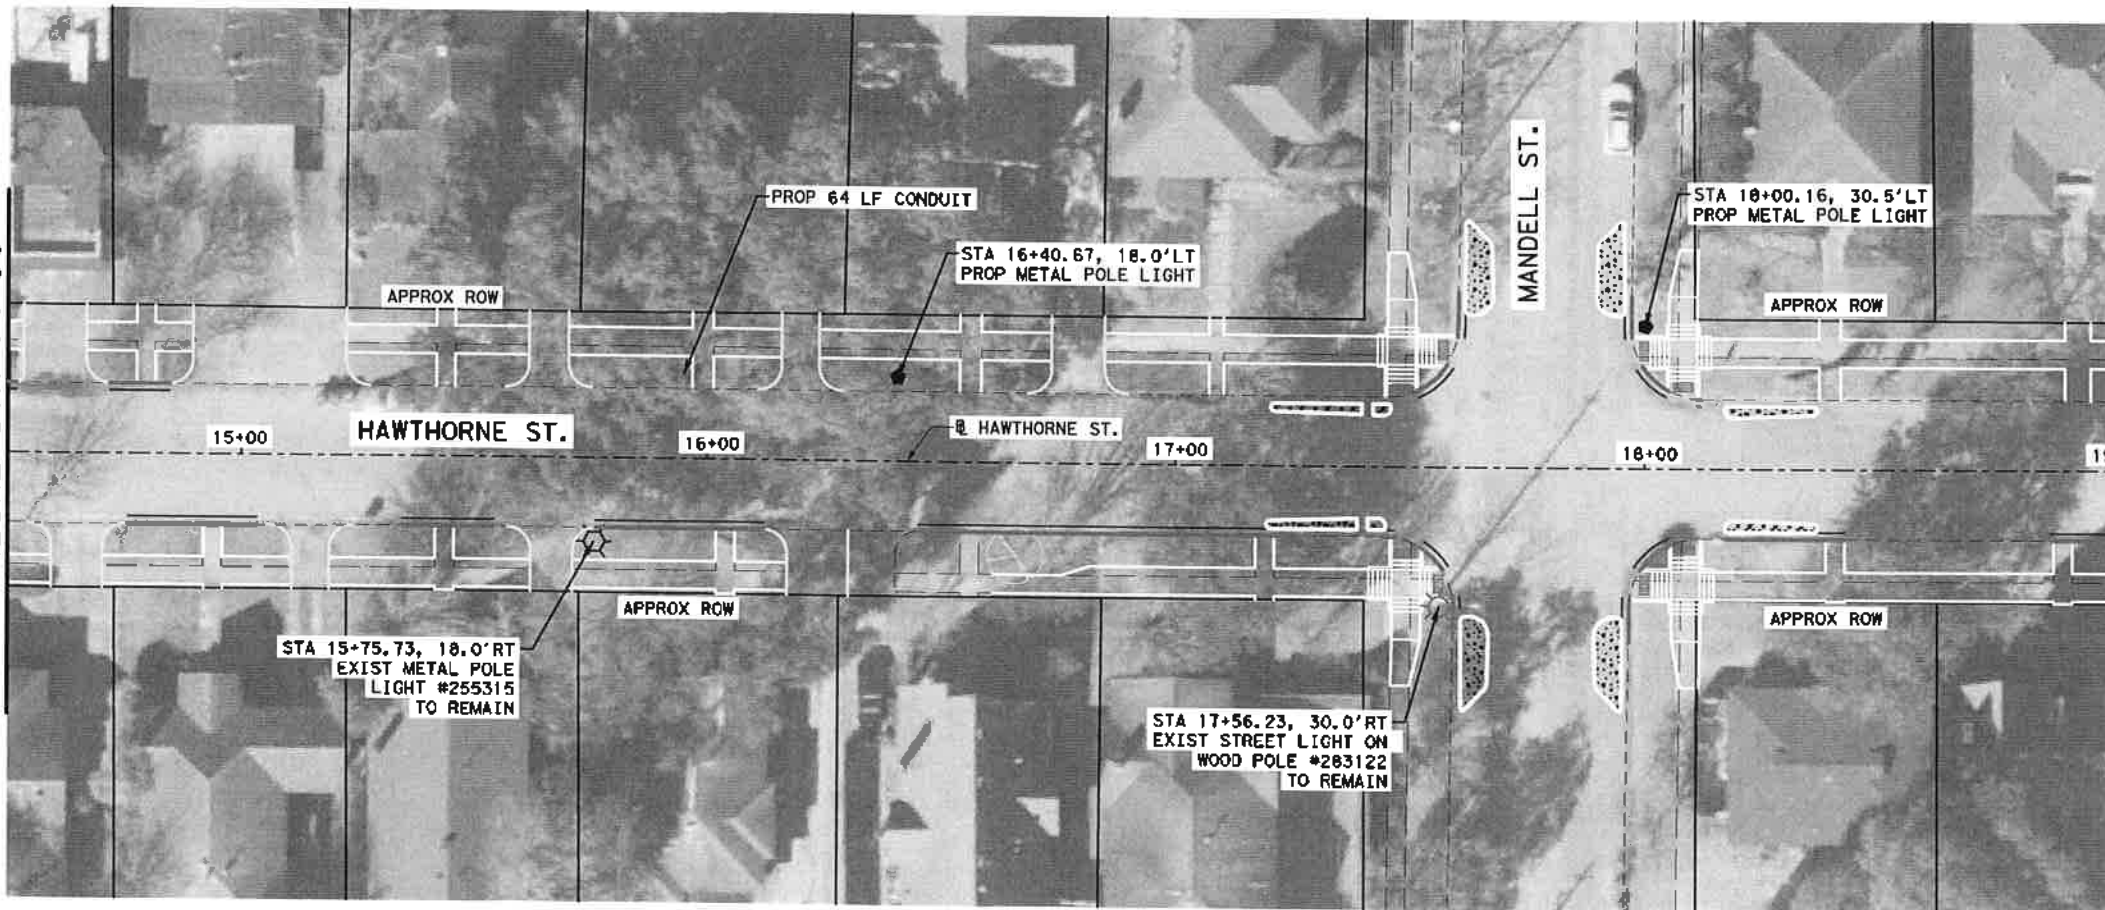 PROP 64 LF CONDUIT
STA 16+40.67, 18.0'LT
PROP METAL POLE LIGHT
MANDELL ST.
STA 18+00.16, 30.5'LT
PROP METAL POLE LIGHT
APPROX ROW
APPROX ROW
15+00
HAWTHORNE ST.
16+00
HAWTHORNE ST.
17+00
18+00
APPROX ROW
APPROX ROW
STA 15+75.73, 18.0'RT
EXIST METAL POLE
LIGHT #255315
TO REMAIN
STA 17+56.23, 30.0'RT
EXIST STREET LIGHT ON
WOOD POLE #283122
TO REMAIN